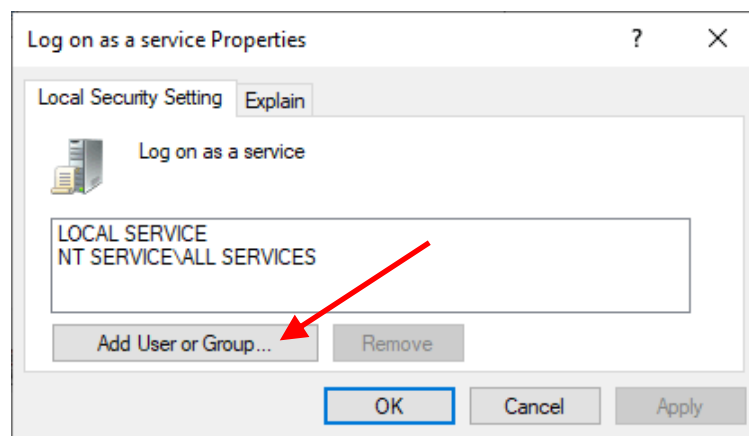 Log on as a service Properties
?
Local Security Setting
Explain
Log on as a service
LOCAL SERVICE
NT SERVICE\ALL SERVICES
Add User or Group...
Remove
OK
Cancel
Apply